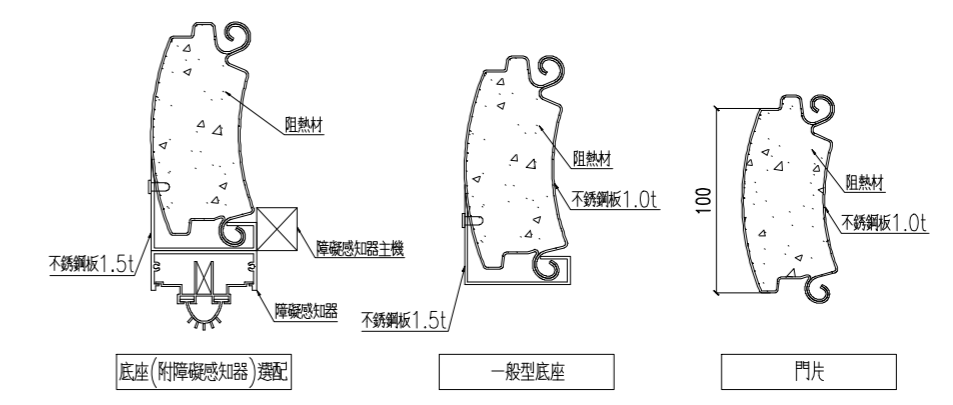 阻熱材
障礙感知器主機
不銹鋼板1.5t
障礙感知器
底座(附障礙感知器)選配
阻熱材
不銹鋼板1.0t
不銹鋼板1.5t
一般型底座
100
阻熱材
不銹鋼板1.0t
門片